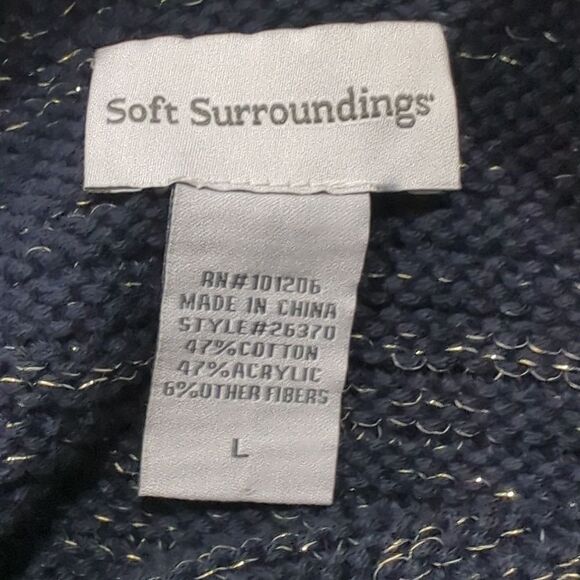 Soft Surroundings
RN#101206
MADE IN CHINA
STYLE#26370
47%COTTON
47%ACRYLIC
6%OTHER FIBERS
L